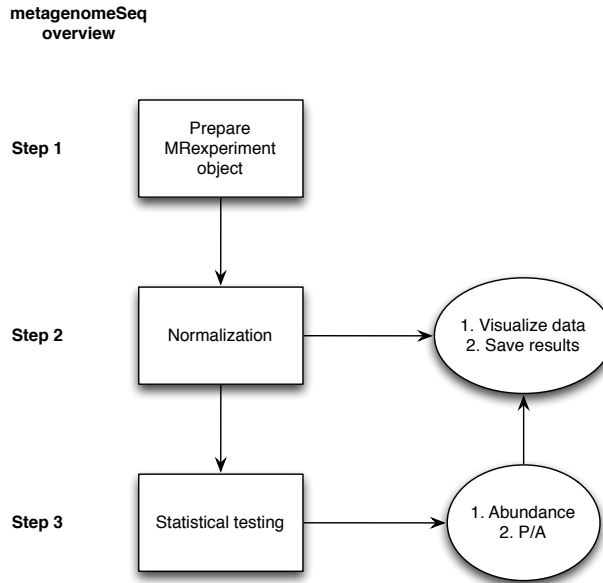 metagenomeSeq
overview
Step 1
Prepare
MRexperiment
object
Step 2
Normalization
1. Visualize data
2. Save results
Step 3
Statistical testing
1. Abundance
2. P/A